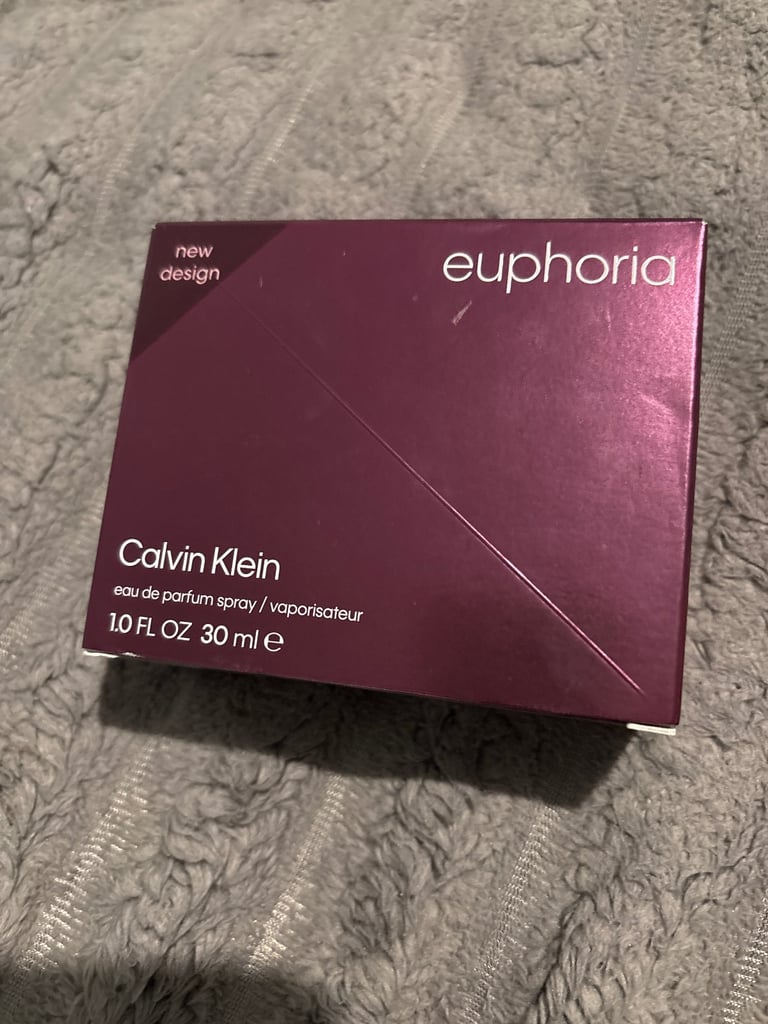 new
design
euphoria
Calvin Klein
eau de parfum spray / vaporisateur
1.0 FL OZ 30 ml ℮